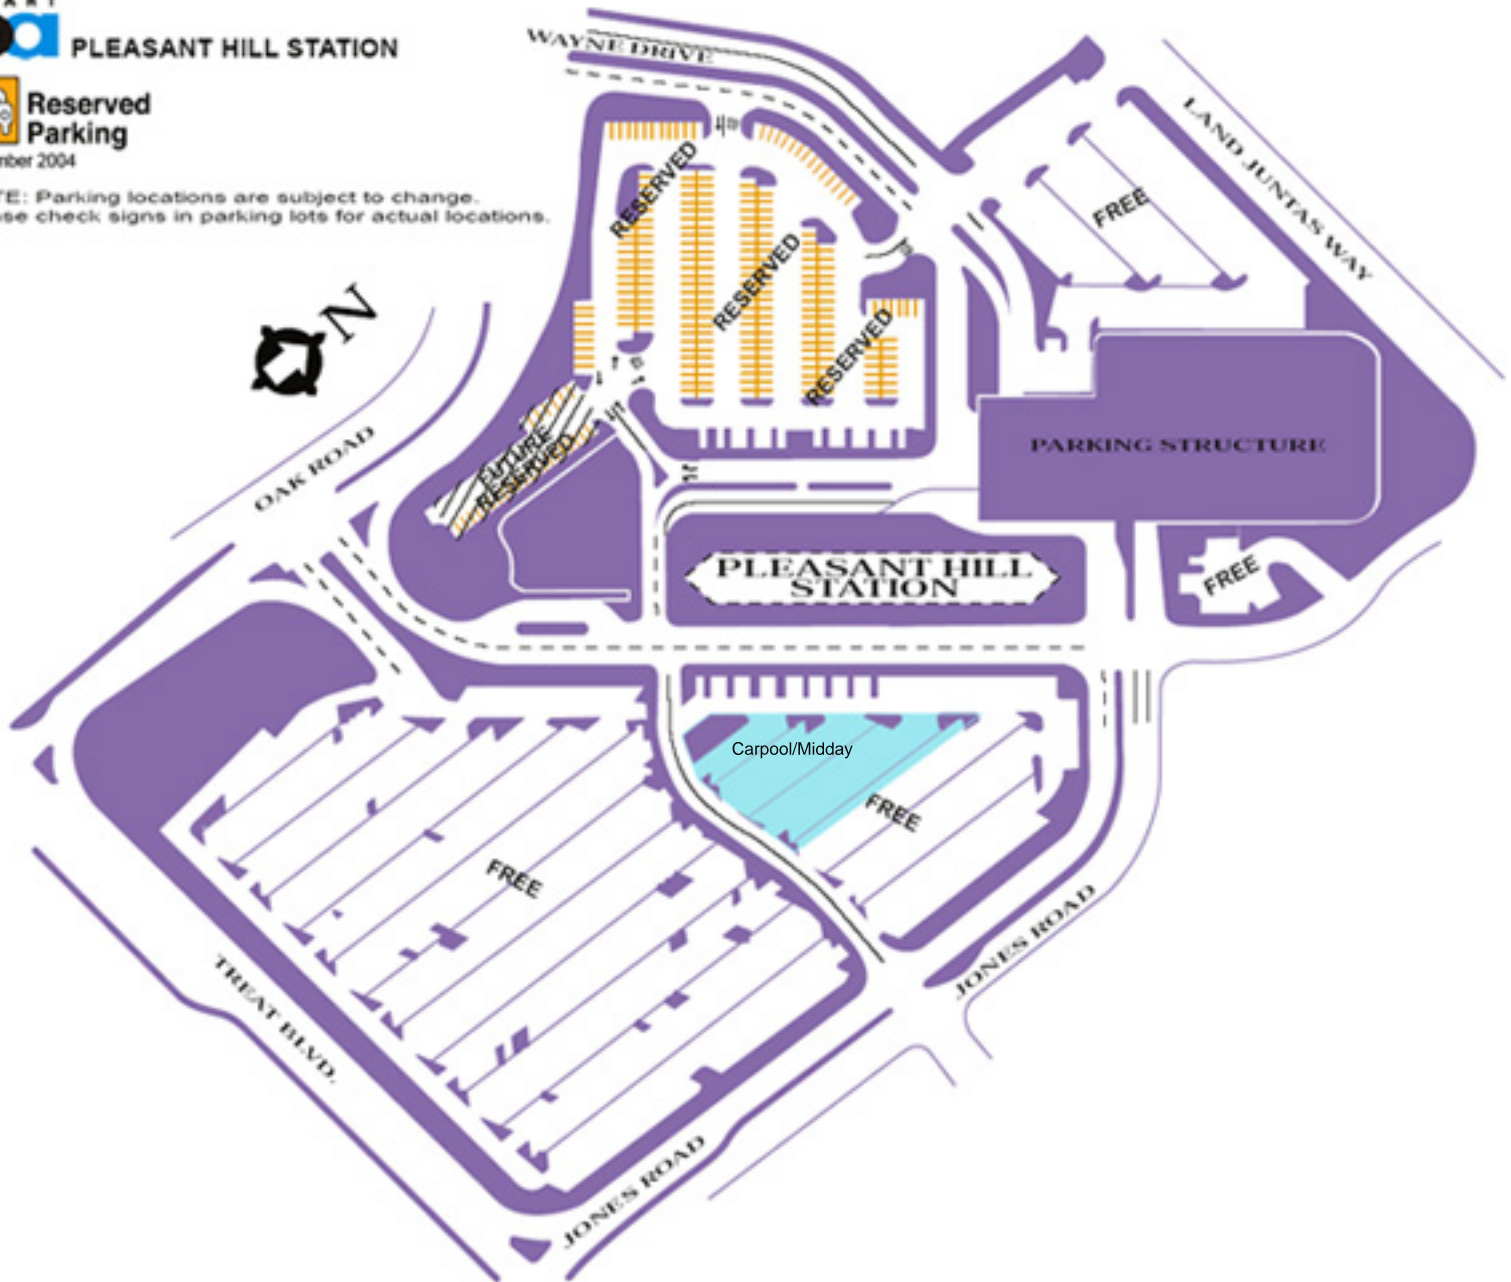 PLEASANT HILL STATION
Reserved
Parking
2004
Parking locations are subject to change.
check signs in parking lots for actual locations.
WAYNE DRIVE
LAND JUNTAS WAY
RESERVED
RESERVED
RESERVED
FREE
N
OAK ROAD
FUTURE
RESERVED
PARKING STRUCTURE
PLEASANT HILL
STATION
FREE
Carpool/Midday
FREE
FREE
TREAT BLVD.
JONES ROAD
JONES ROAD